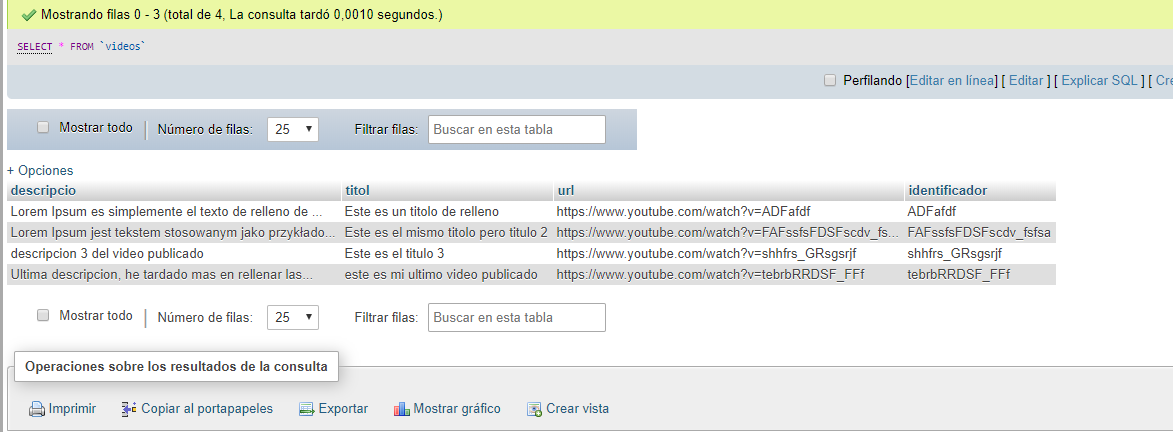 Mostrando filas 0 - 3 (total de 4, La consulta tardó 0,0010 segundos.)
SELECT * FROM `videos`
Perfilando [Editar en línea] [ Editar ] [ Explicar SQL ] [ Cre
Mostrar todo Número de filas: 25 Filtrar filas: Buscar en esta tabla
+ Opciones
descripcio titol url identificador
Lorem Ipsum es simplemente el texto de relleno de ... Este es un titolo de relleno https://www.youtube.com/watch?v=ADFafdf ADFafdf
Lorem Ipsum jest tekstem stosowanym jako przykłado... Este es el mismo titolo pero titulo 2 https://www.youtube.com/watch?v=FAFssfsFDSFscdv_fs... FAFssfsFDSFscdv_fsfsa
descripcion 3 del video publicado Este es el titulo 3 https://www.youtube.com/watch?v=shhfrs_GRsgsrjf shhfrs_GRsgsrjf
Ultima descripcion, he tardado mas en rellenar las... este es mi ultimo video publicado https://www.youtube.com/watch?v=tebrbRRDSF_FFf tebrbRRDSF_FFf
Mostrar todo Número de filas: 25 Filtrar filas: Buscar en esta tabla
Operaciones sobre los resultados de la consulta
Imprimir Copiar al portapapeles Exportar Mostrar gráfico Crear vista